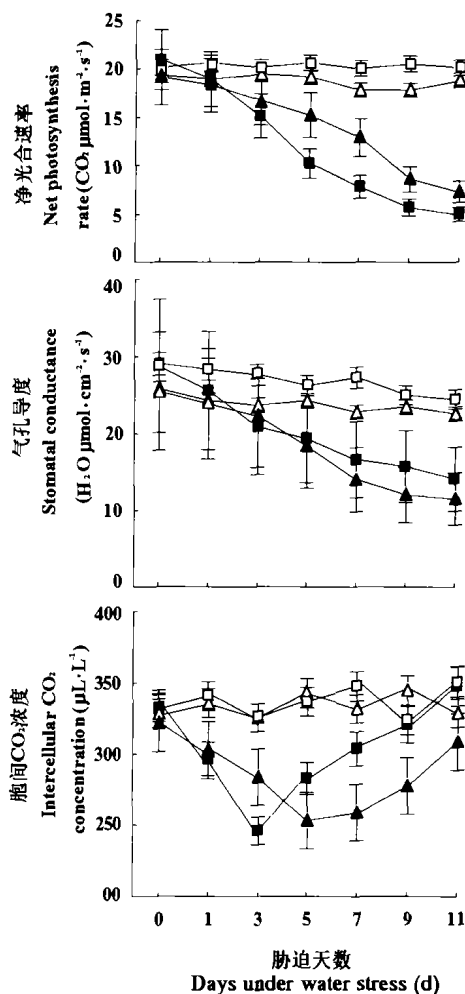 净光合速率
Net photosynthesis
rate (CO₂ μmol·m⁻²·s⁻¹)
25
20
15
10
5
0
气孔导度
Stomatal conductance
(H₂O μmol·cm⁻²·s⁻¹)
40
30
20
10
0
胞间CO₂浓度
Intercellular CO₂
concentration (μL·L⁻¹)
400
350
300
250
00
0 1 3 5 7 9 11
胁迫天数
Days under water stress (d)